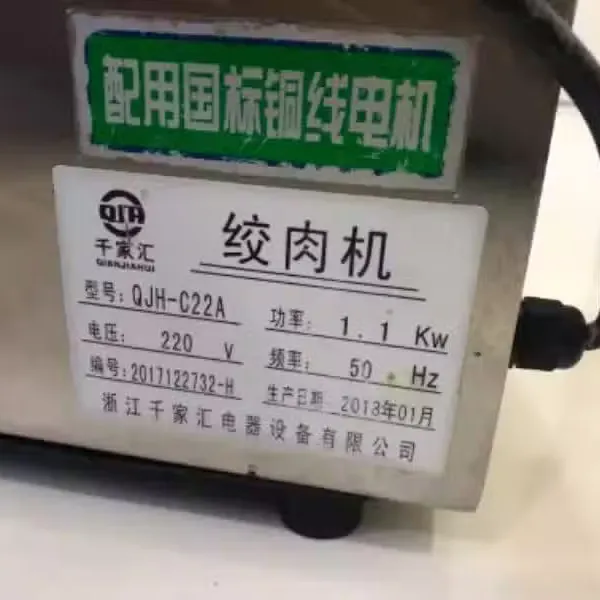 配用国标铜线电机
QJH
®
千家汇
QIANJIAHUI
绞肉机
型号: QJH-C22A
功率: 1.1 Kw
电压: 220 V
频率: 50 Hz
编号: 2017122732-H
生产日期 2018年01月
浙江千家汇电器设备有限公司